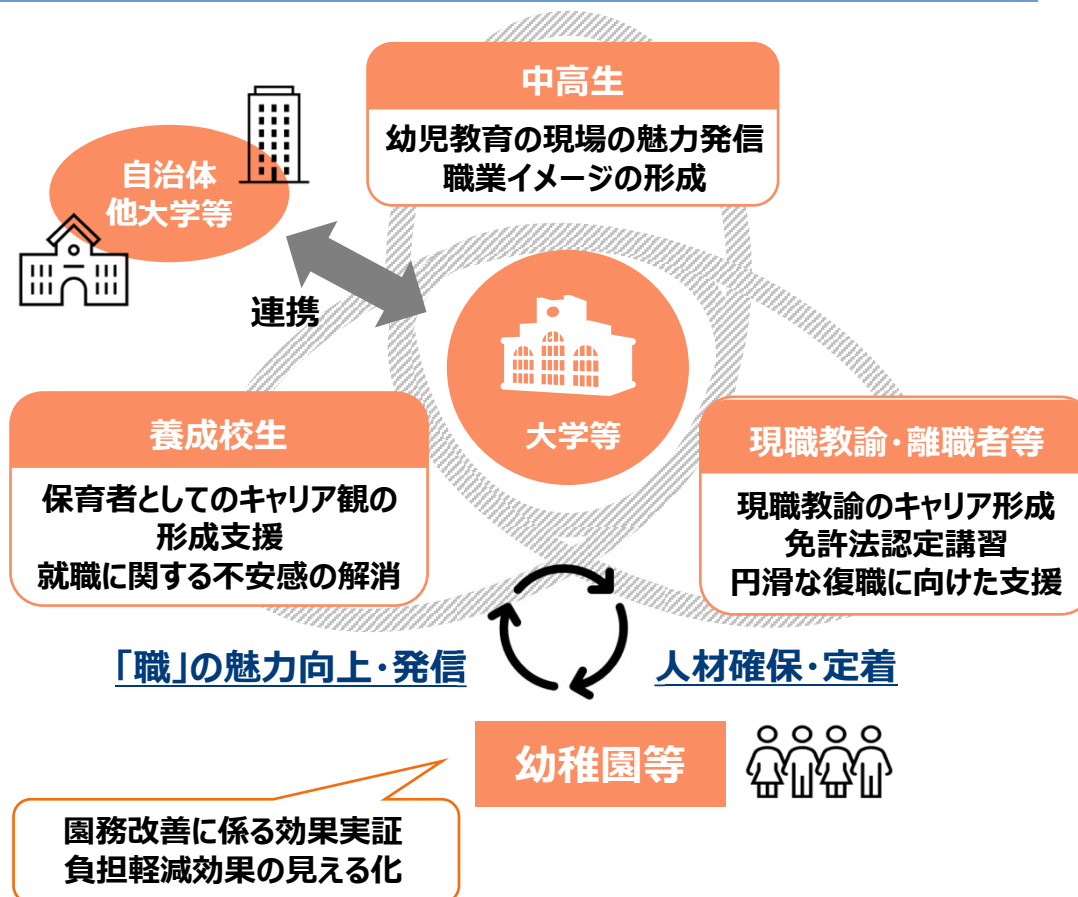 中高生
幼児教育の現場の魅力発信
職業イメージの形成
自治体
他大学等
連携
大学等
養成校生
保育者としてのキャリア観の
形成支援
就職に関する不安感の解消
現職教諭・離職者等
現職教諭のキャリア形成
免許法認定講習
円滑な復職に向けた支援
「職」の魅力向上・発信
人材確保・定着
幼稚園等
園務改善に係る効果実証
負担軽減効果の見える化